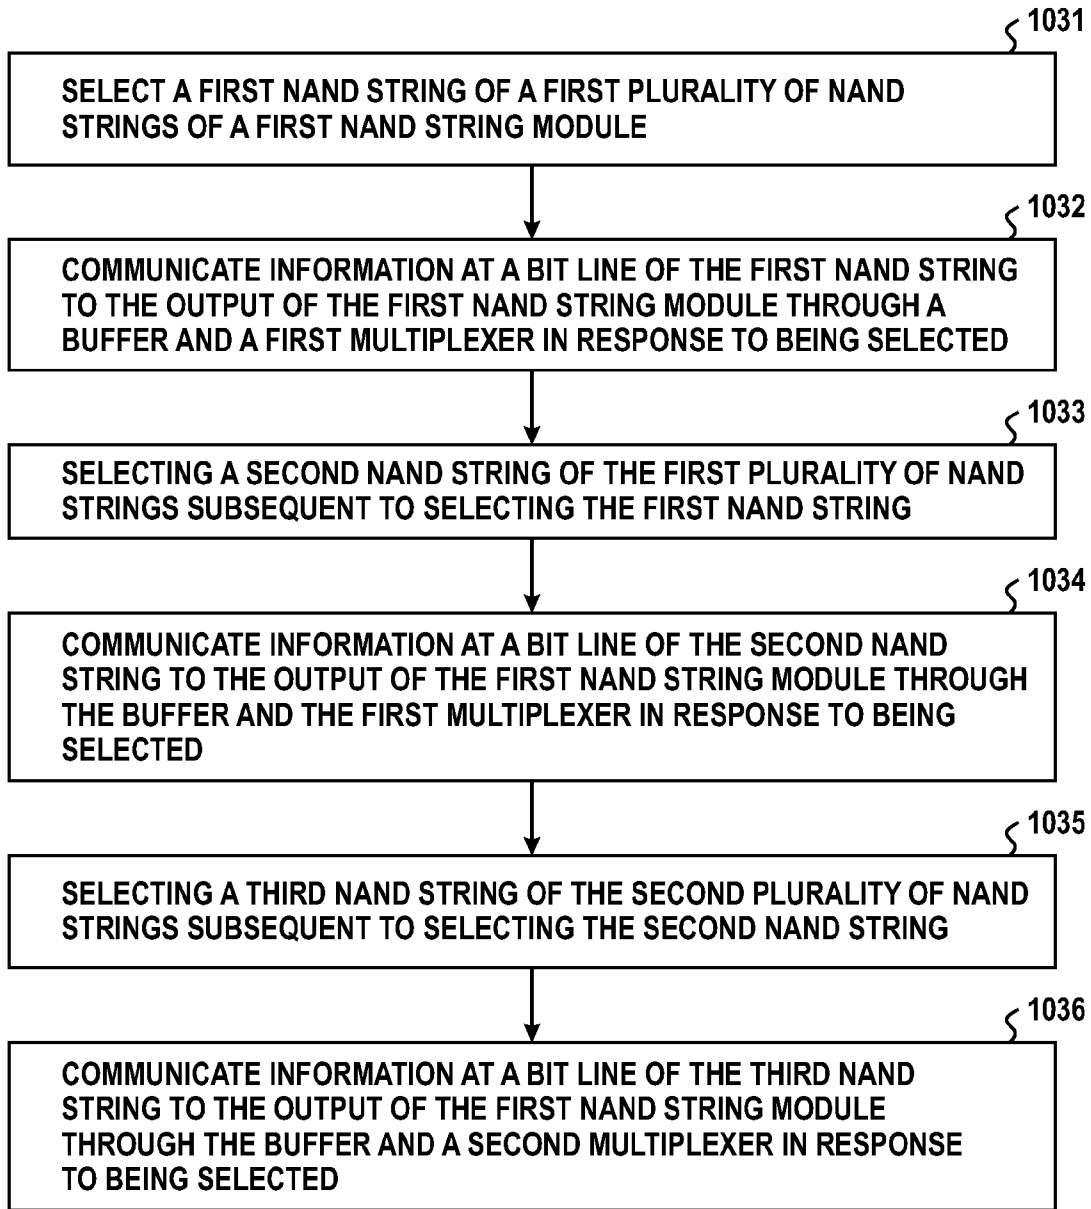 1031
SELECT A FIRST NAND STRING OF A FIRST PLURALITY OF NAND
STRINGS OF A FIRST NAND STRING MODULE
1032
COMMUNICATE INFORMATION AT A BIT LINE OF THE FIRST NAND STRING
TO THE OUTPUT OF THE FIRST NAND STRING MODULE THROUGH A
BUFFER AND A FIRST MULTIPLEXER IN RESPONSE TO BEING SELECTED
1033
SELECTING A SECOND NAND STRING OF THE FIRST PLURALITY OF NAND
STRINGS SUBSEQUENT TO SELECTING THE FIRST NAND STRING
1034
COMMUNICATE INFORMATION AT A BIT LINE OF THE SECOND NAND
STRING TO THE OUTPUT OF THE FIRST NAND STRING MODULE THROUGH
THE BUFFER AND THE FIRST MULTIPLEXER IN RESPONSE TO BEING
SELECTED
1035
SELECTING A THIRD NAND STRING OF THE SECOND PLURALITY OF NAND
STRINGS SUBSEQUENT TO SELECTING THE SECOND NAND STRING
1036
COMMUNICATE INFORMATION AT A BIT LINE OF THE THIRD NAND
STRING TO THE OUTPUT OF THE FIRST NAND STRING MODULE
THROUGH THE BUFFER AND A SECOND MULTIPLEXER IN RESPONSE
TO BEING SELECTED